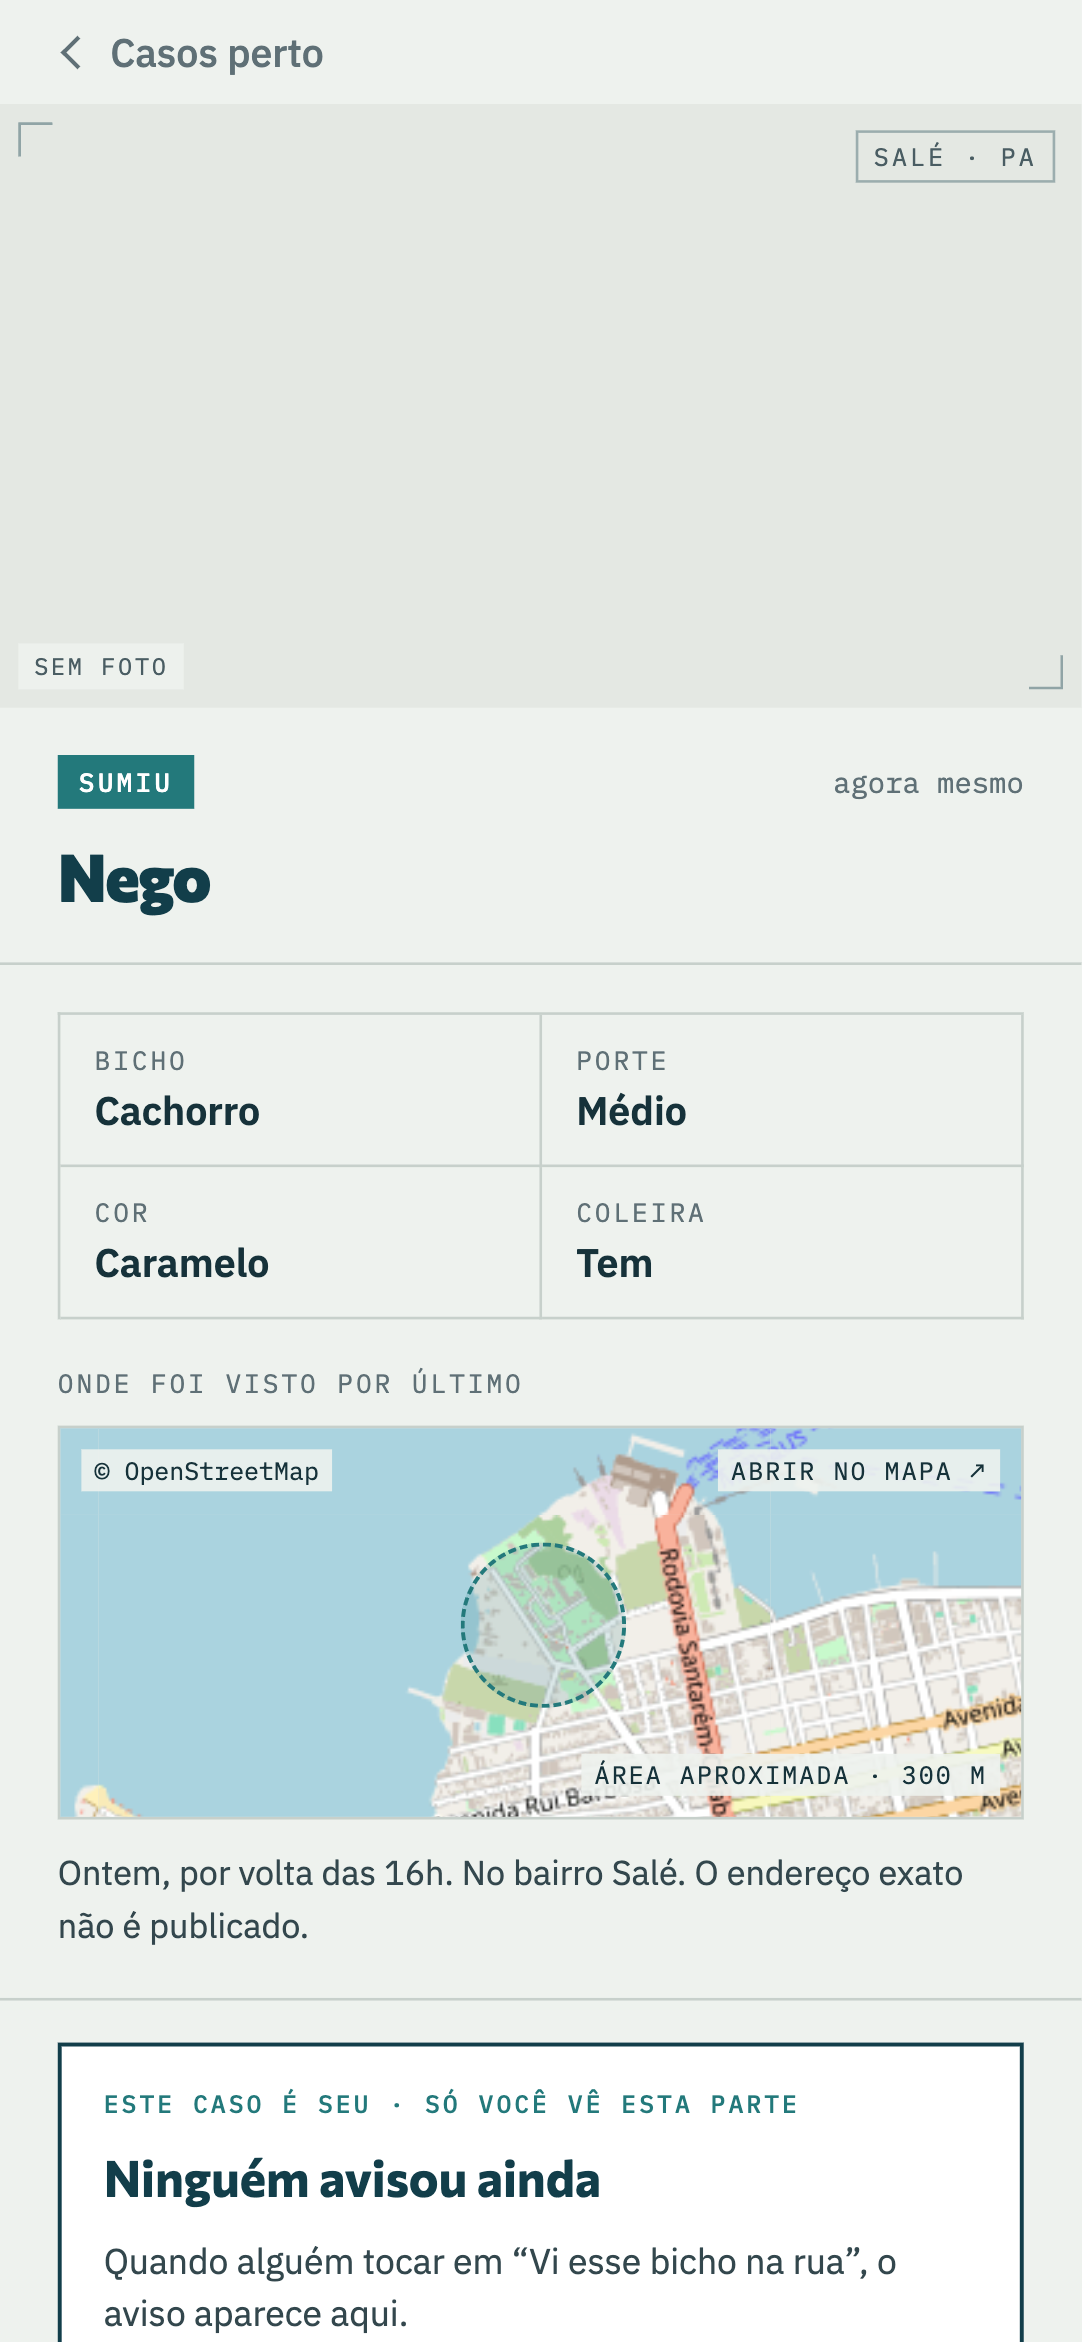 Casos perto
SALÉ · PA
SEM FOTO
SUMIU
agora mesmo
Nego
BICHO
Cachorro
PORTE
Médio
COR
Caramelo
COLEIRA
Tem
ONDE FOI VISTO POR ÚLTIMO
© OpenStreetMap
ABRIR NO MAPA ↗
Rodovia Santarém
Avenida
ÁREA APROXIMADA · 300 M
Ontem, por volta das 16h. No bairro Salé. O endereço exato
não é publicado.
ESTE CASO É SEU · SÓ VOCÊ VÊ ESTA PARTE
Ninguém avisou ainda
Quando alguém tocar em “Vi esse bicho na rua”, o
aviso aparece aqui.